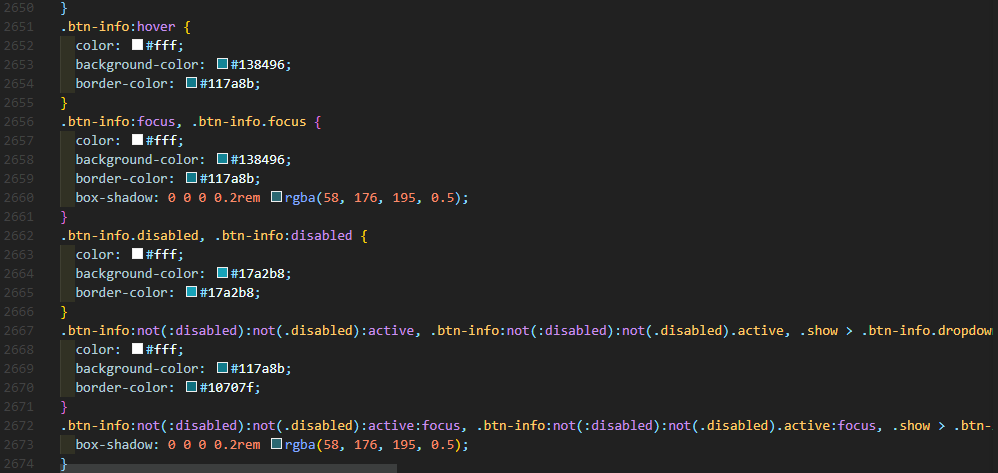 2650 }
2651 .btn-info:hover {
2652 color: #fff;
2653 background-color: #138496;
2654 border-color: #117a8b;
2655 }
2656 .btn-info:focus, .btn-info.focus {
2657 color: #fff;
2658 background-color: #138496;
2659 border-color: #117a8b;
2660 box-shadow: 0 0 0 0.2rem rgba(58, 176, 195, 0.5);
2661 }
2662 .btn-info.disabled, .btn-info:disabled {
2663 color: #fff;
2664 background-color: #17a2b8;
2665 border-color: #17a2b8;
2666 }
2667 .btn-info:not(:disabled):not(.disabled):active, .btn-info:not(:disabled):not(.disabled).active, .show > .btn-info.dropdow
2668 color: #fff;
2669 background-color: #117a8b;
2670 border-color: #10707f;
2671 }
2672 .btn-info:not(:disabled):not(.disabled):active:focus, .btn-info:not(:disabled):not(.disabled).active:focus, .show > .btn-
2673 box-shadow: 0 0 0 0.2rem rgba(58, 176, 195, 0.5);
2674 }